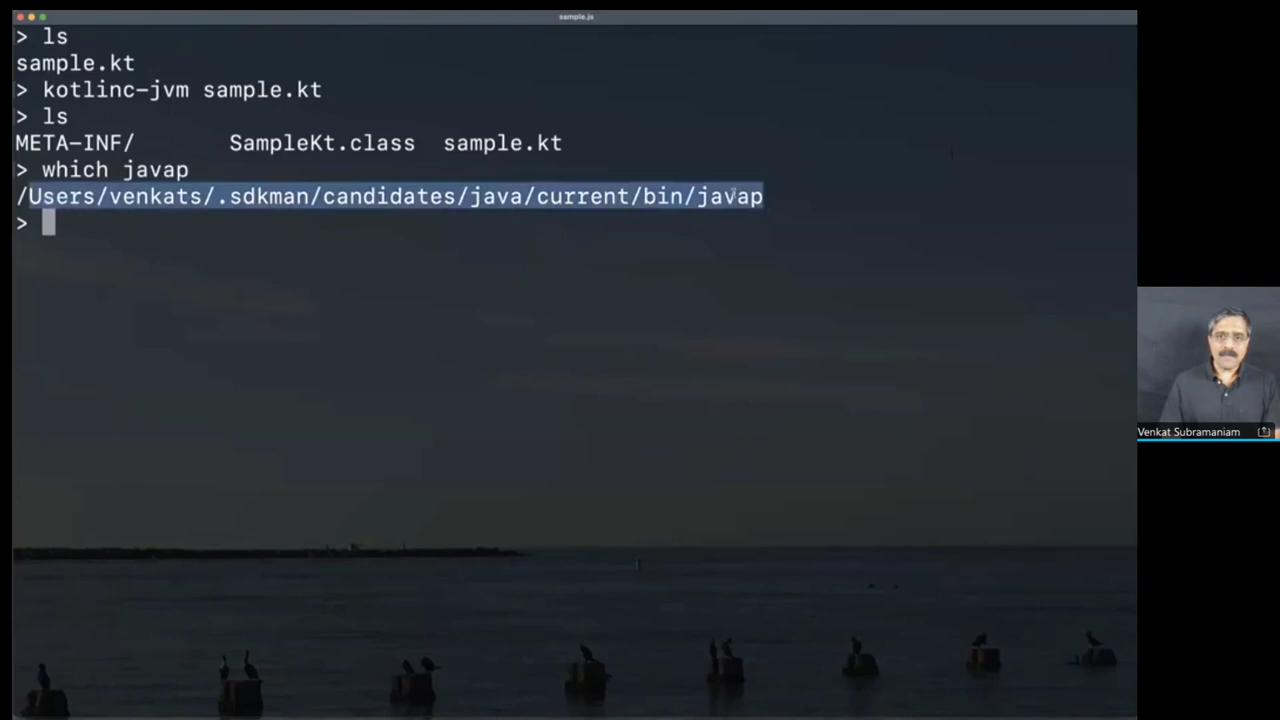 sample.js
> ls
sample.kt
> kotlinc-jvm sample.kt
> ls
META-INF/ SampleKt.class sample.kt
> which javap
/Users/venkats/.sdkman/candidates/java/current/bin/javap
>
Venkat Subramaniam